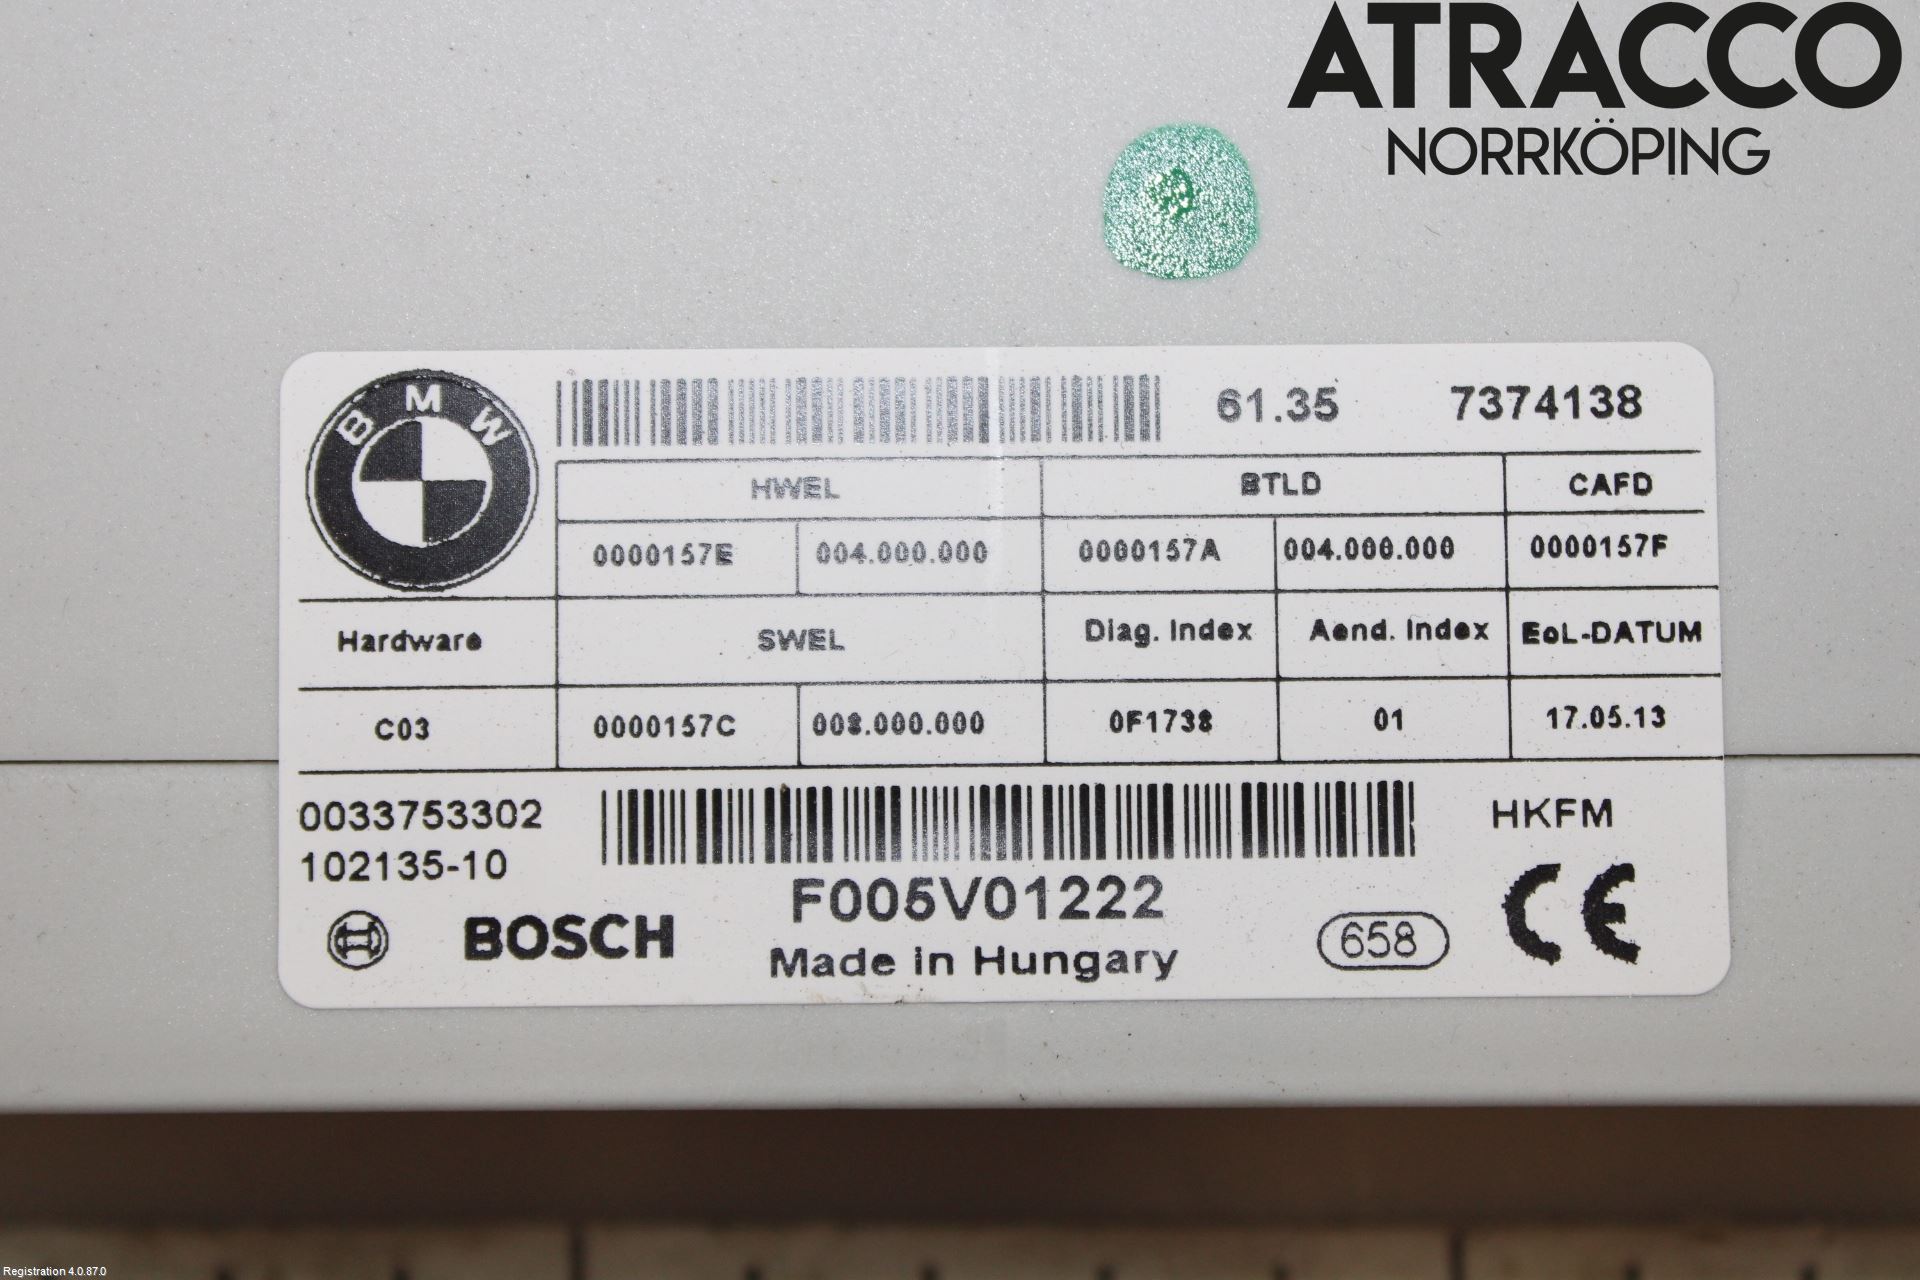 ATRACCO
NORRKÖPING
BMW
61.35 7374138
HWEL BTLD CAFD
0000157E 004.000.000 0000157A 004.000.000 0000157F
Hardware SWEL Diag. Index Aend. Index EoL-DATUM
C03 0000157C 008.000.000 0F1738 01 17.05.13
0033753302 HKFM
102135-10
F005V01222
BOSCH 658 CE
Made in Hungary
Registration 4.0.87.0